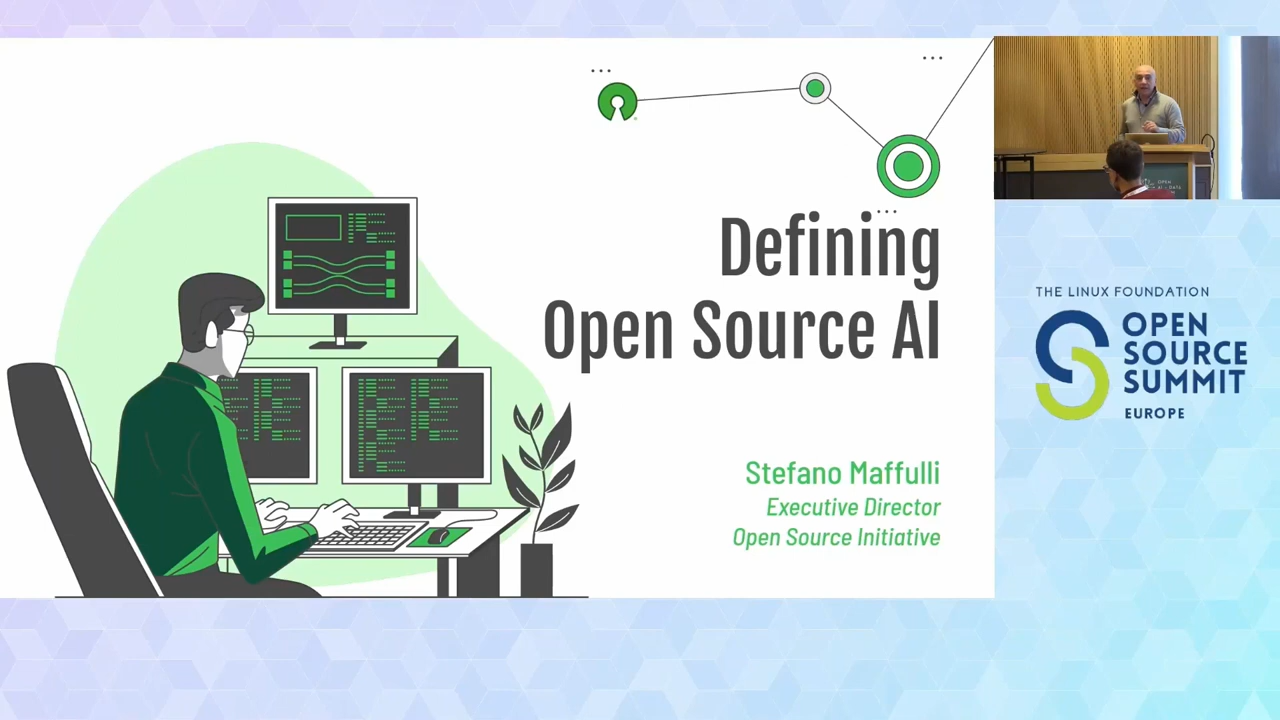 Defining
Open Source AI
Stefano Maffulli
Executive Director
Open Source Initiative
THE LINUX FOUNDATION
OPEN
SOURCE
SUMMIT
EUROPE